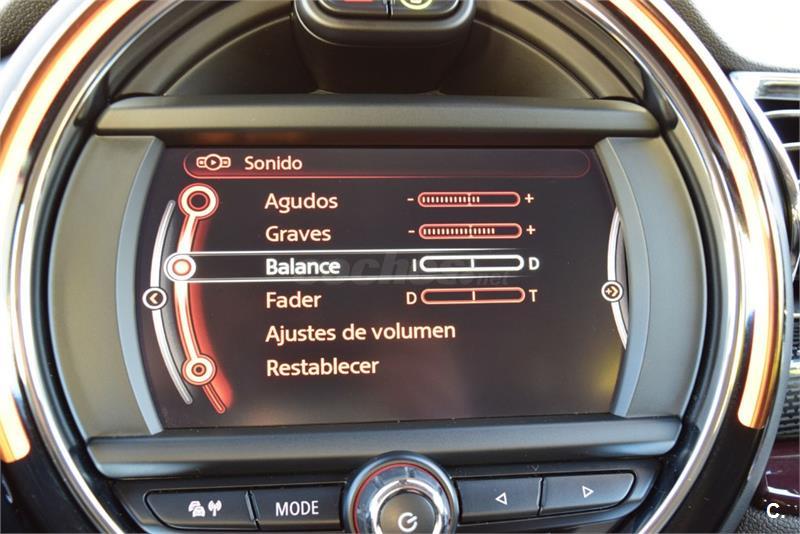 Sonido
Agudos - +
Graves - +
Balance I D
Fader D T
Ajustes de volumen
Restablecer
MODE
C.